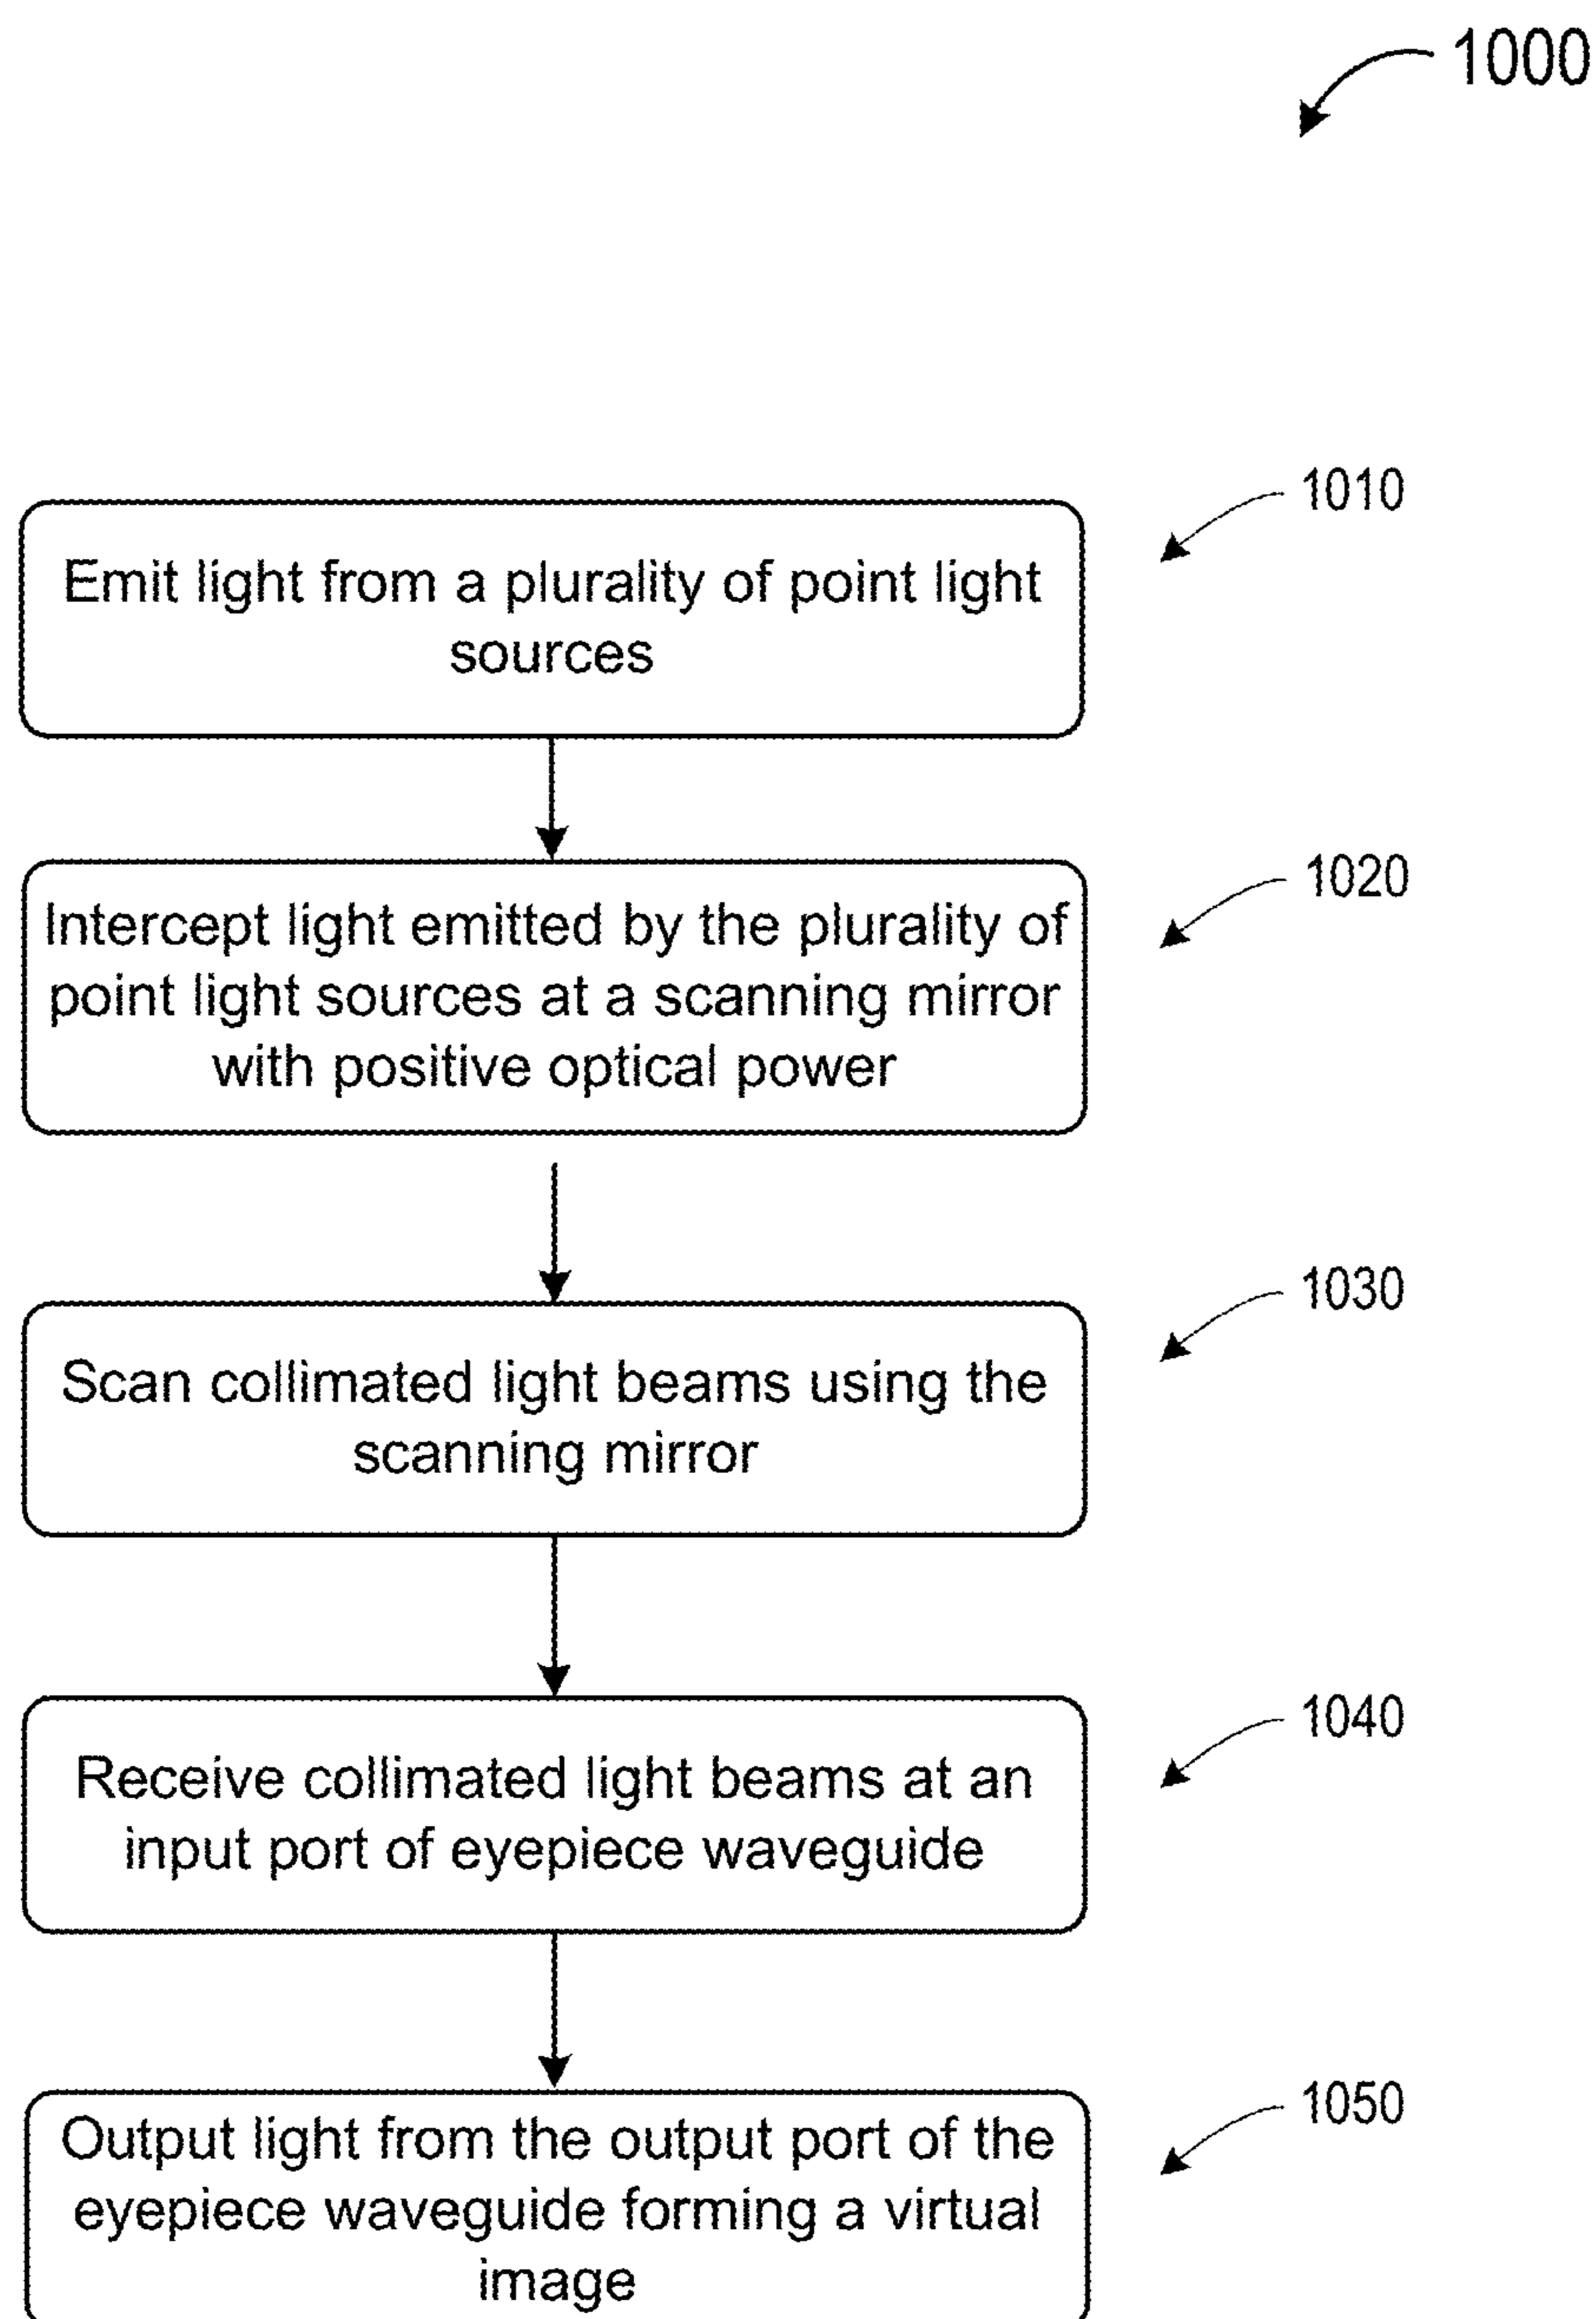 1000
1010
Emit light from a plurality of point light
sources
1020
Intercept light emitted by the plurality of
point light sources at a scanning mirror
with positive optical power
1030
Scan collimated light beams using the
scanning mirror
1040
Receive collimated light beams at an
input port of eyepiece waveguide
1050
Output light from the output port of the
eyepiece waveguide forming a virtual
image